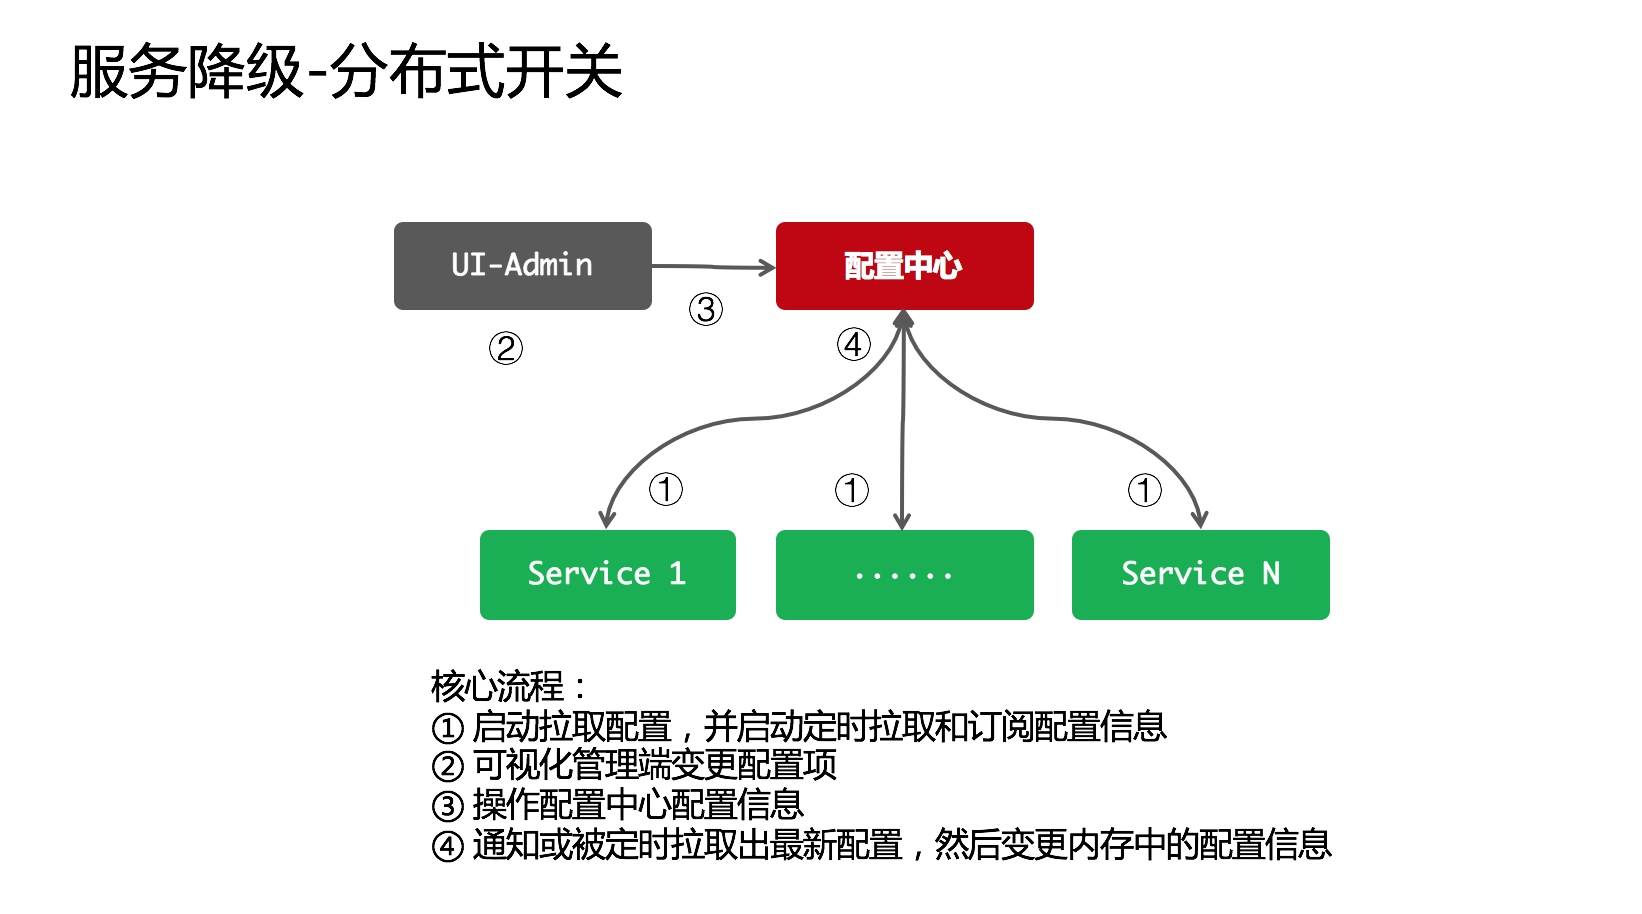 服务降级-分布式开关
UI-Admin
配置中心
③
②
④
①
①
①
Service 1
......
Service N
核心流程：
① 启动拉取配置，并启动定时拉取和订阅配置信息
② 可视化管理端变更配置项
③ 操作配置中心配置信息
④ 通知或被定时拉取出最新配置，然后变更内存中的配置信息